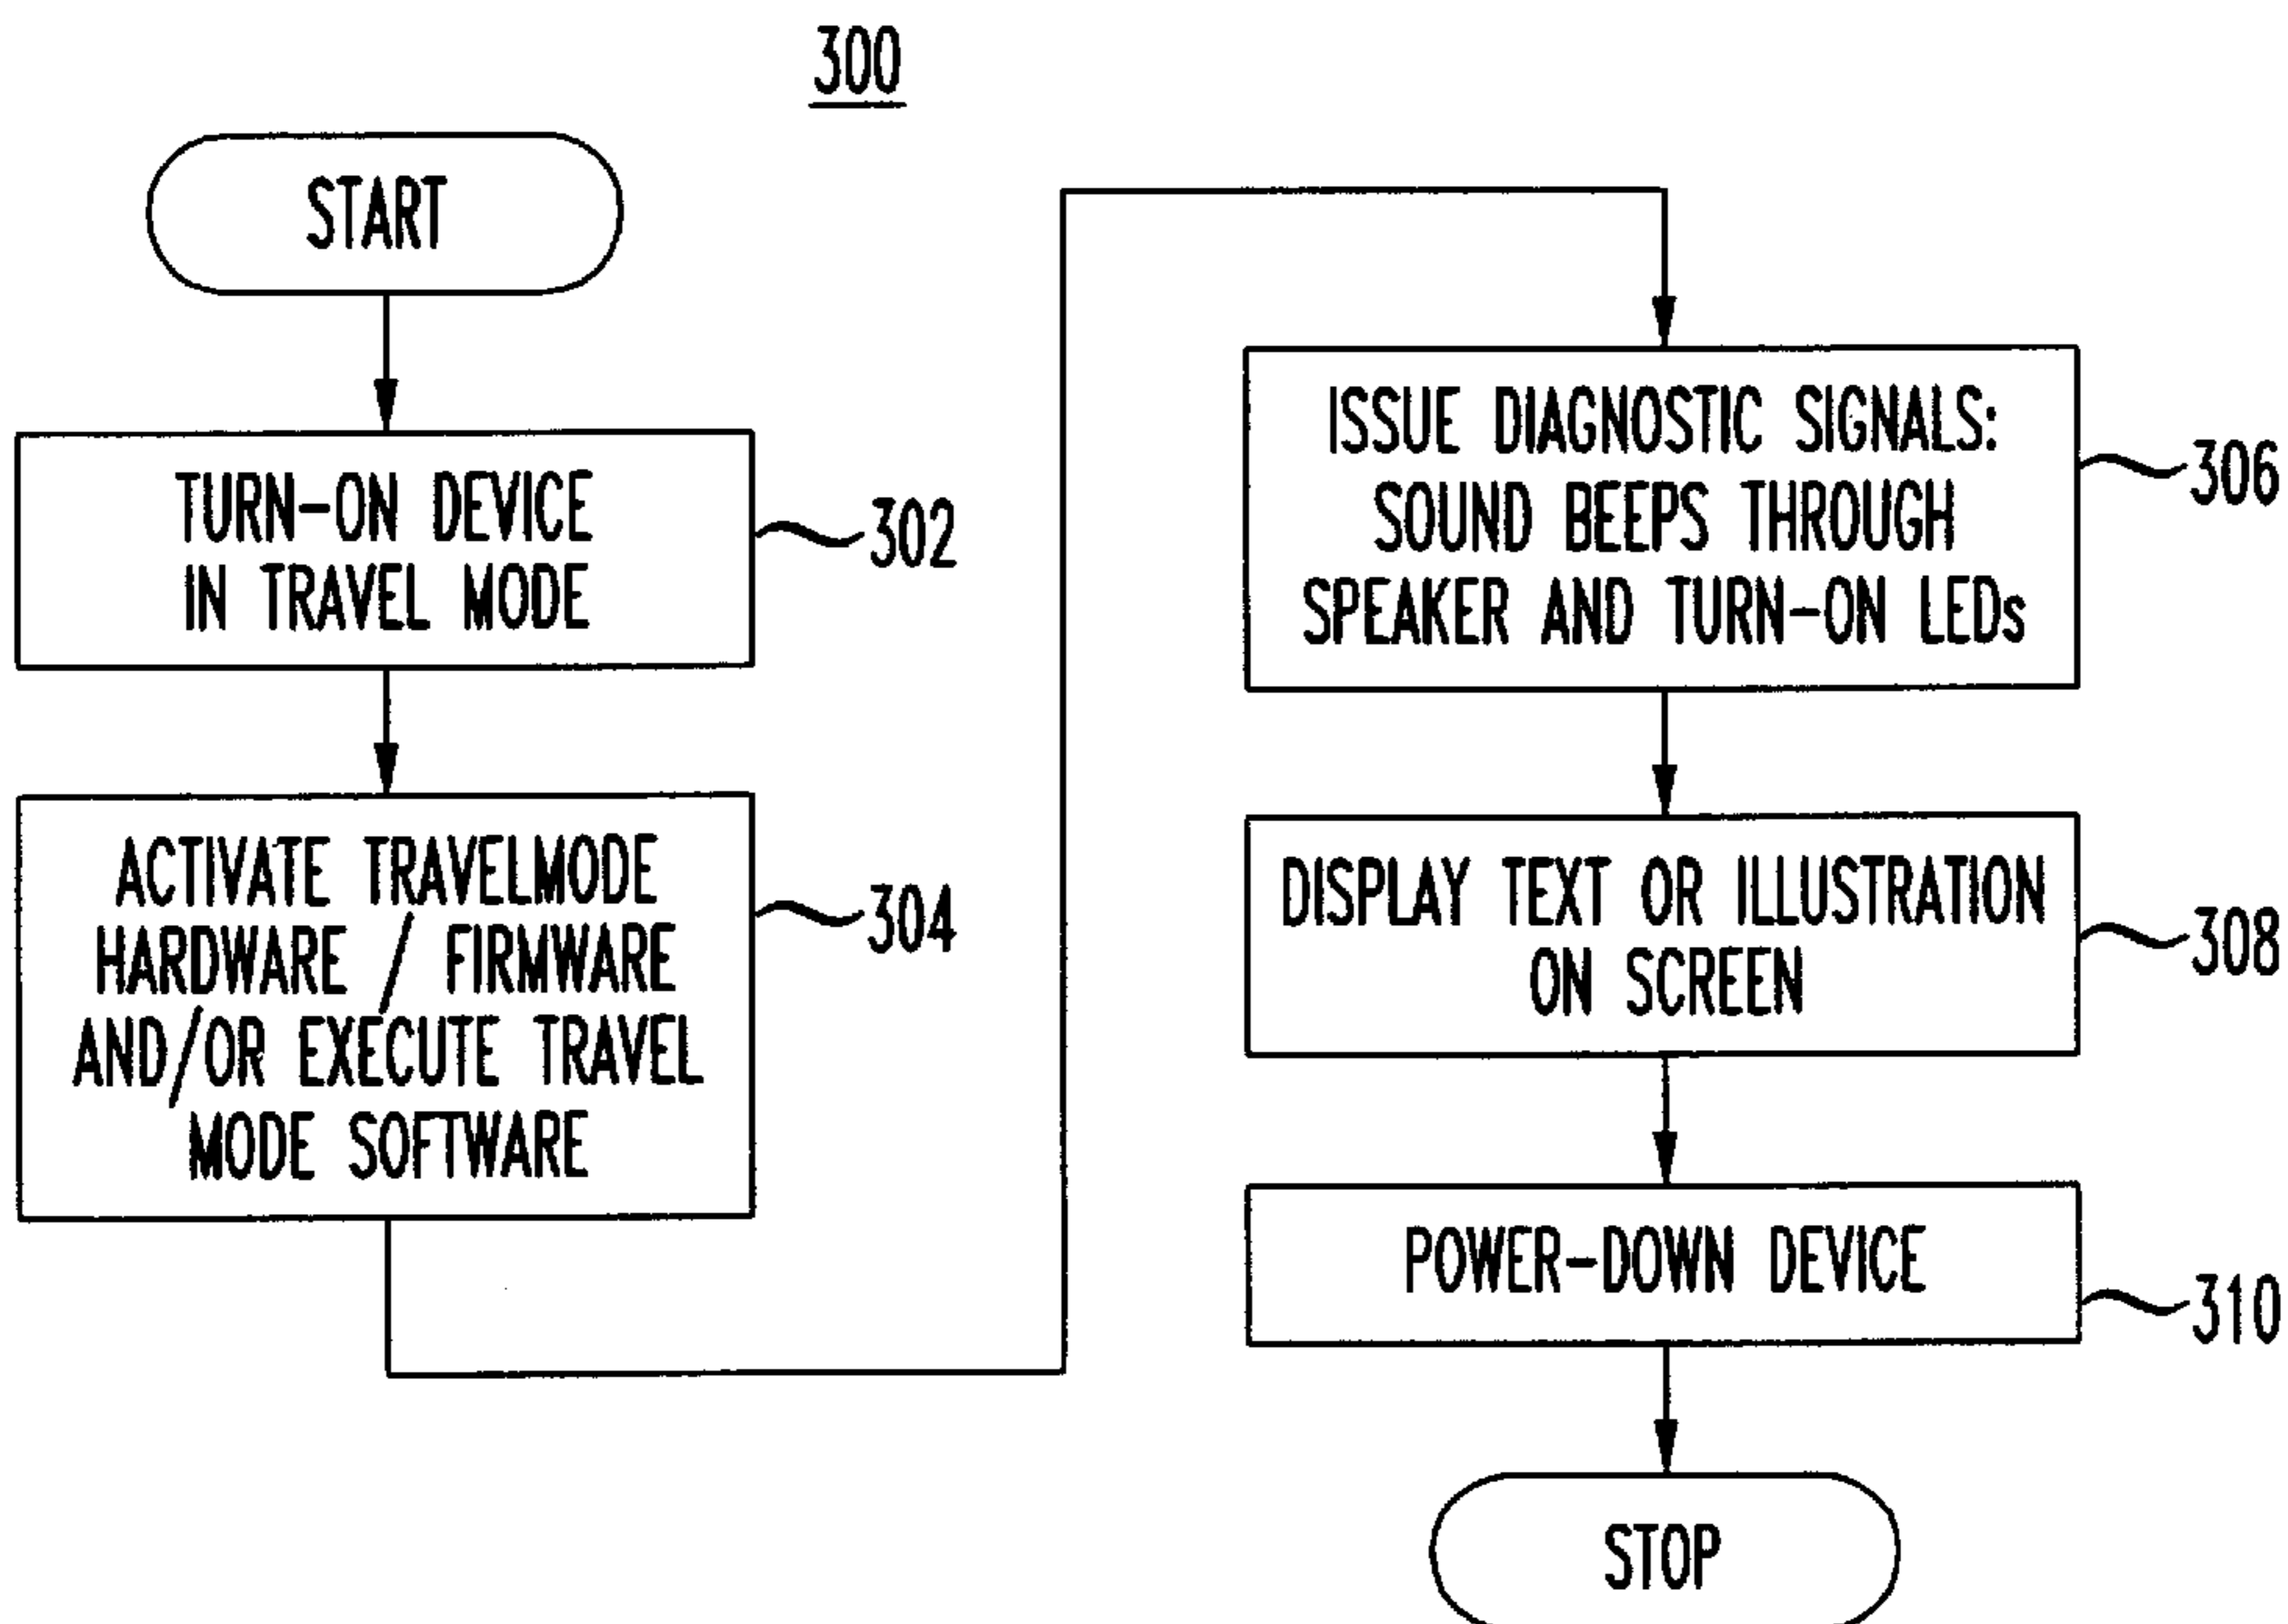 300
START
TURN-ON DEVICE
IN TRAVEL MODE
302
ACTIVATE TRAVELMODE
HARDWARE / FIRMWARE
AND/OR EXECUTE TRAVEL
MODE SOFTWARE
304
ISSUE DIAGNOSTIC SIGNALS:
SOUND BEEPS THROUGH
SPEAKER AND TURN-ON LEDs
306
DISPLAY TEXT OR ILLUSTRATION
ON SCREEN
308
POWER-DOWN DEVICE
310
STOP